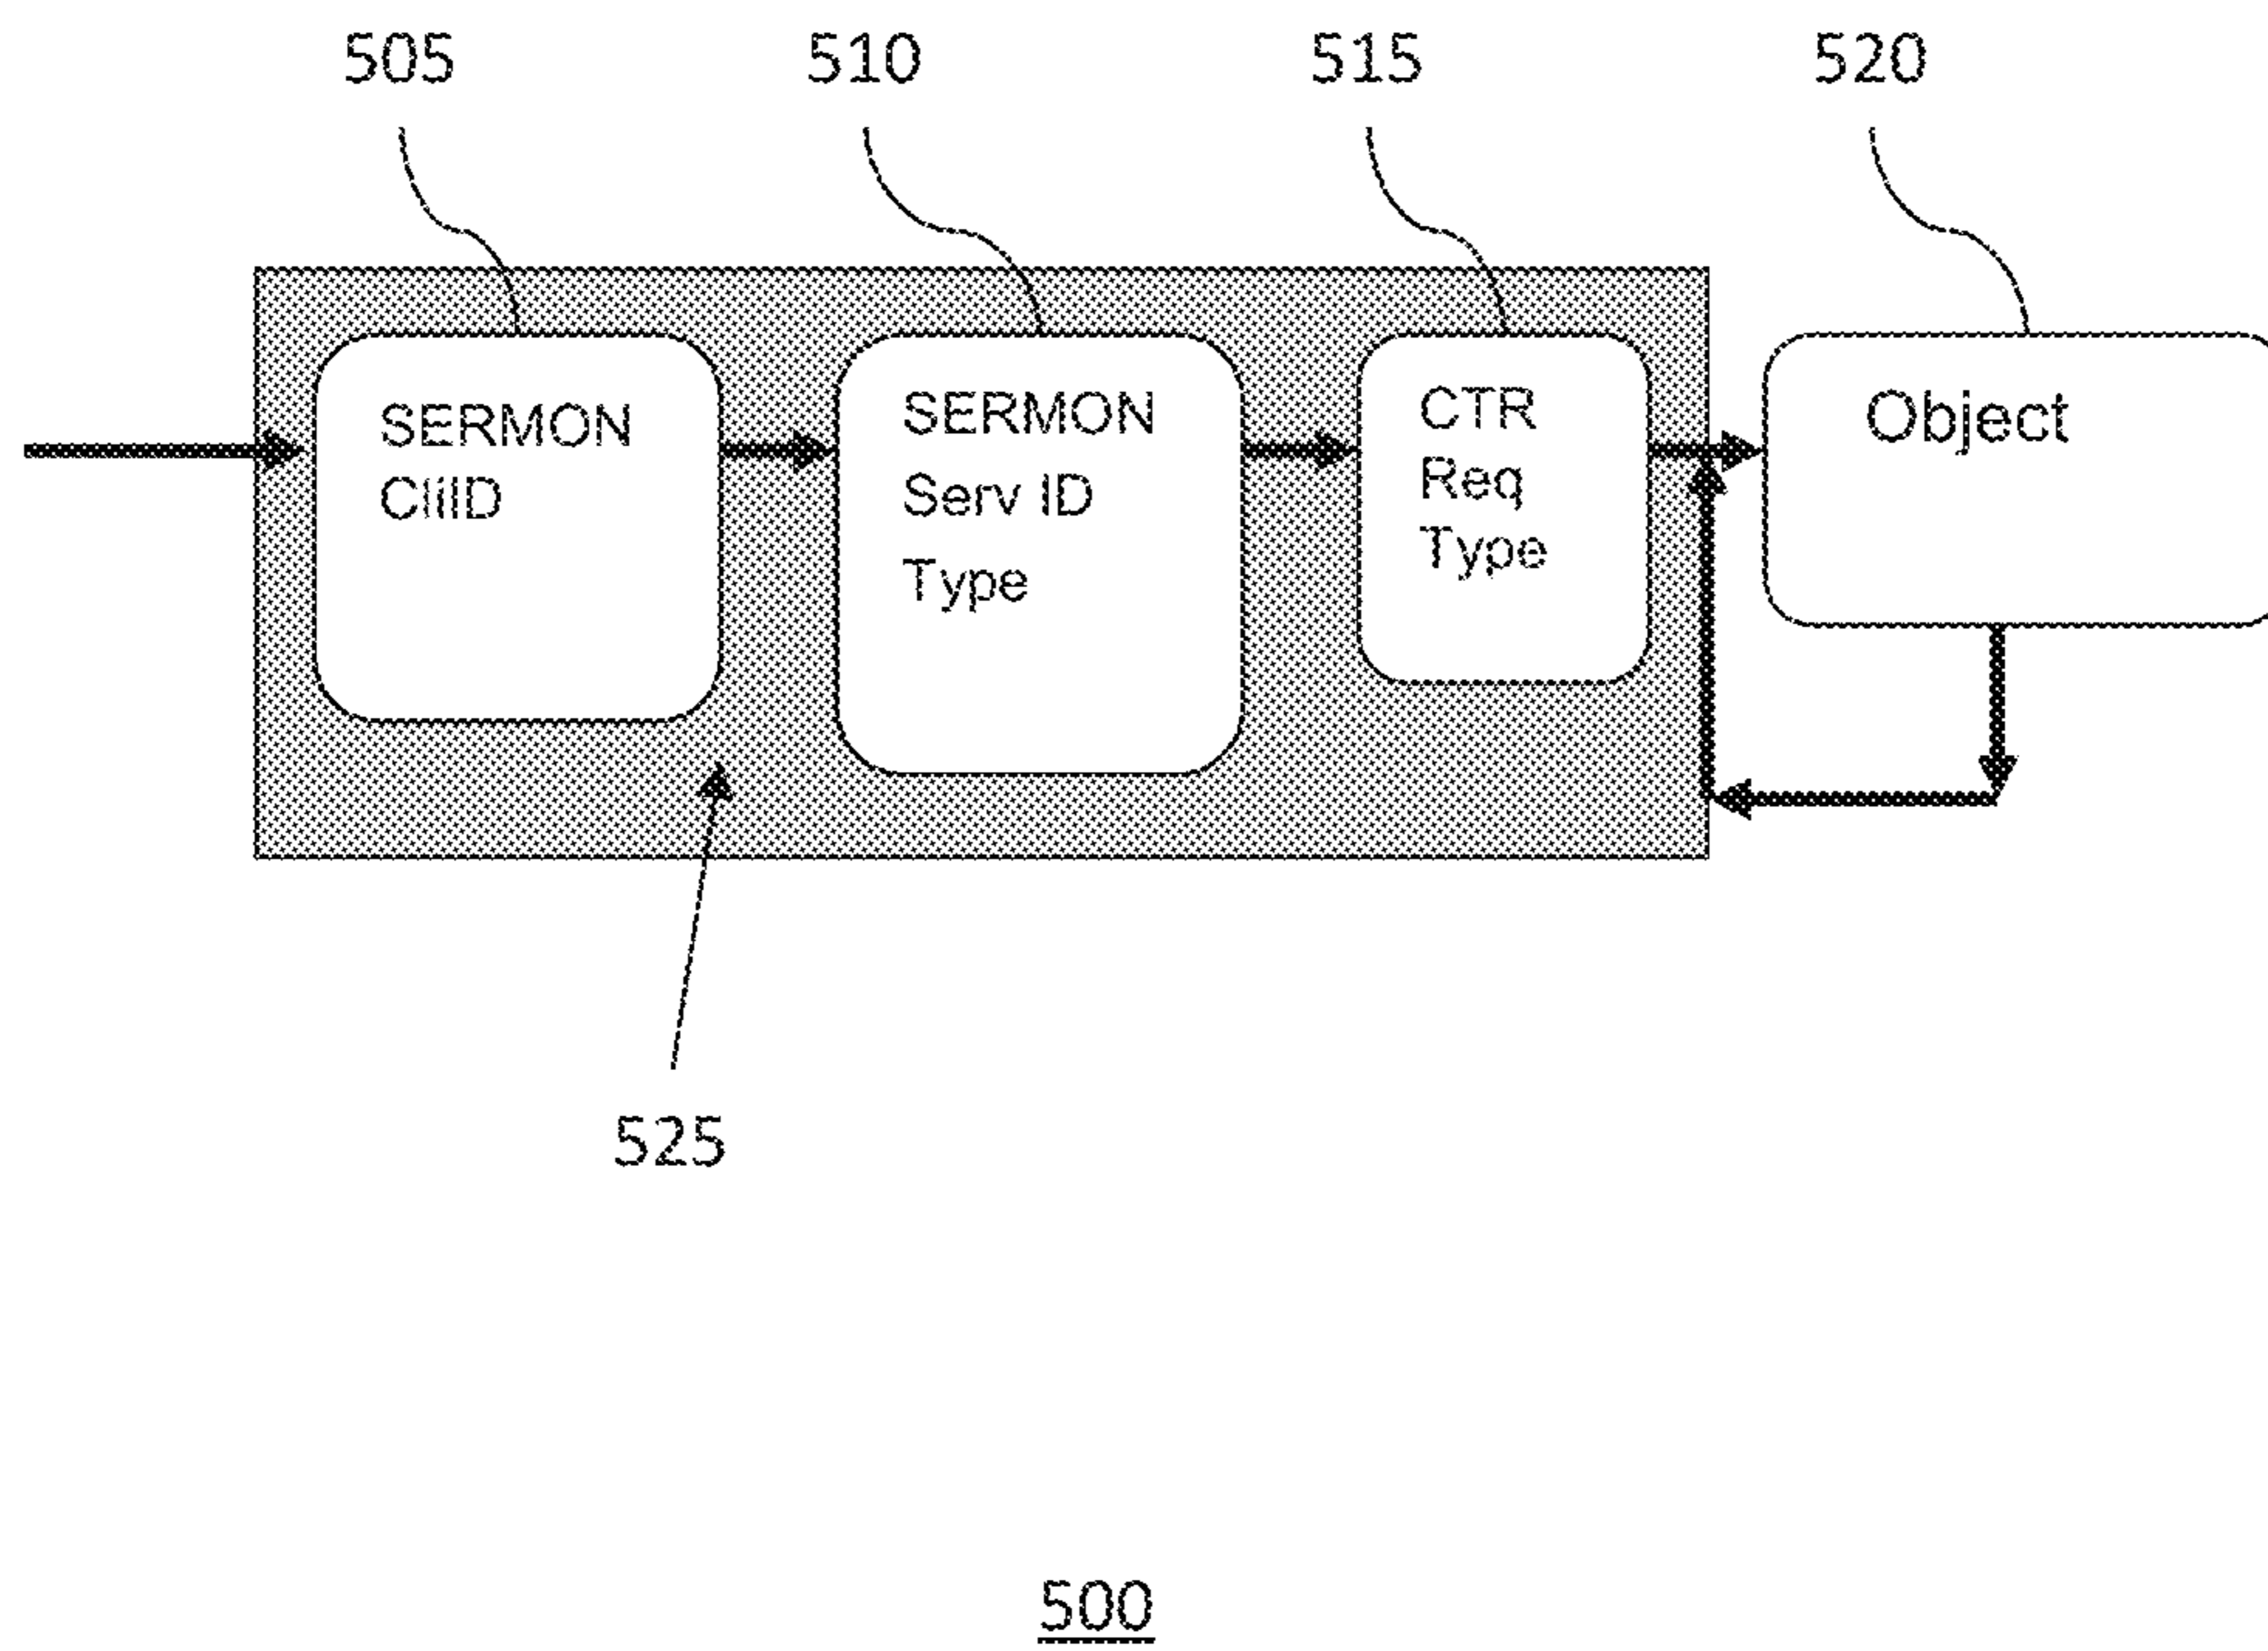 505
510
515
520
SERMON
CliID
SERMON
Serv ID
Type
CTR
Req
Type
Object
525
500